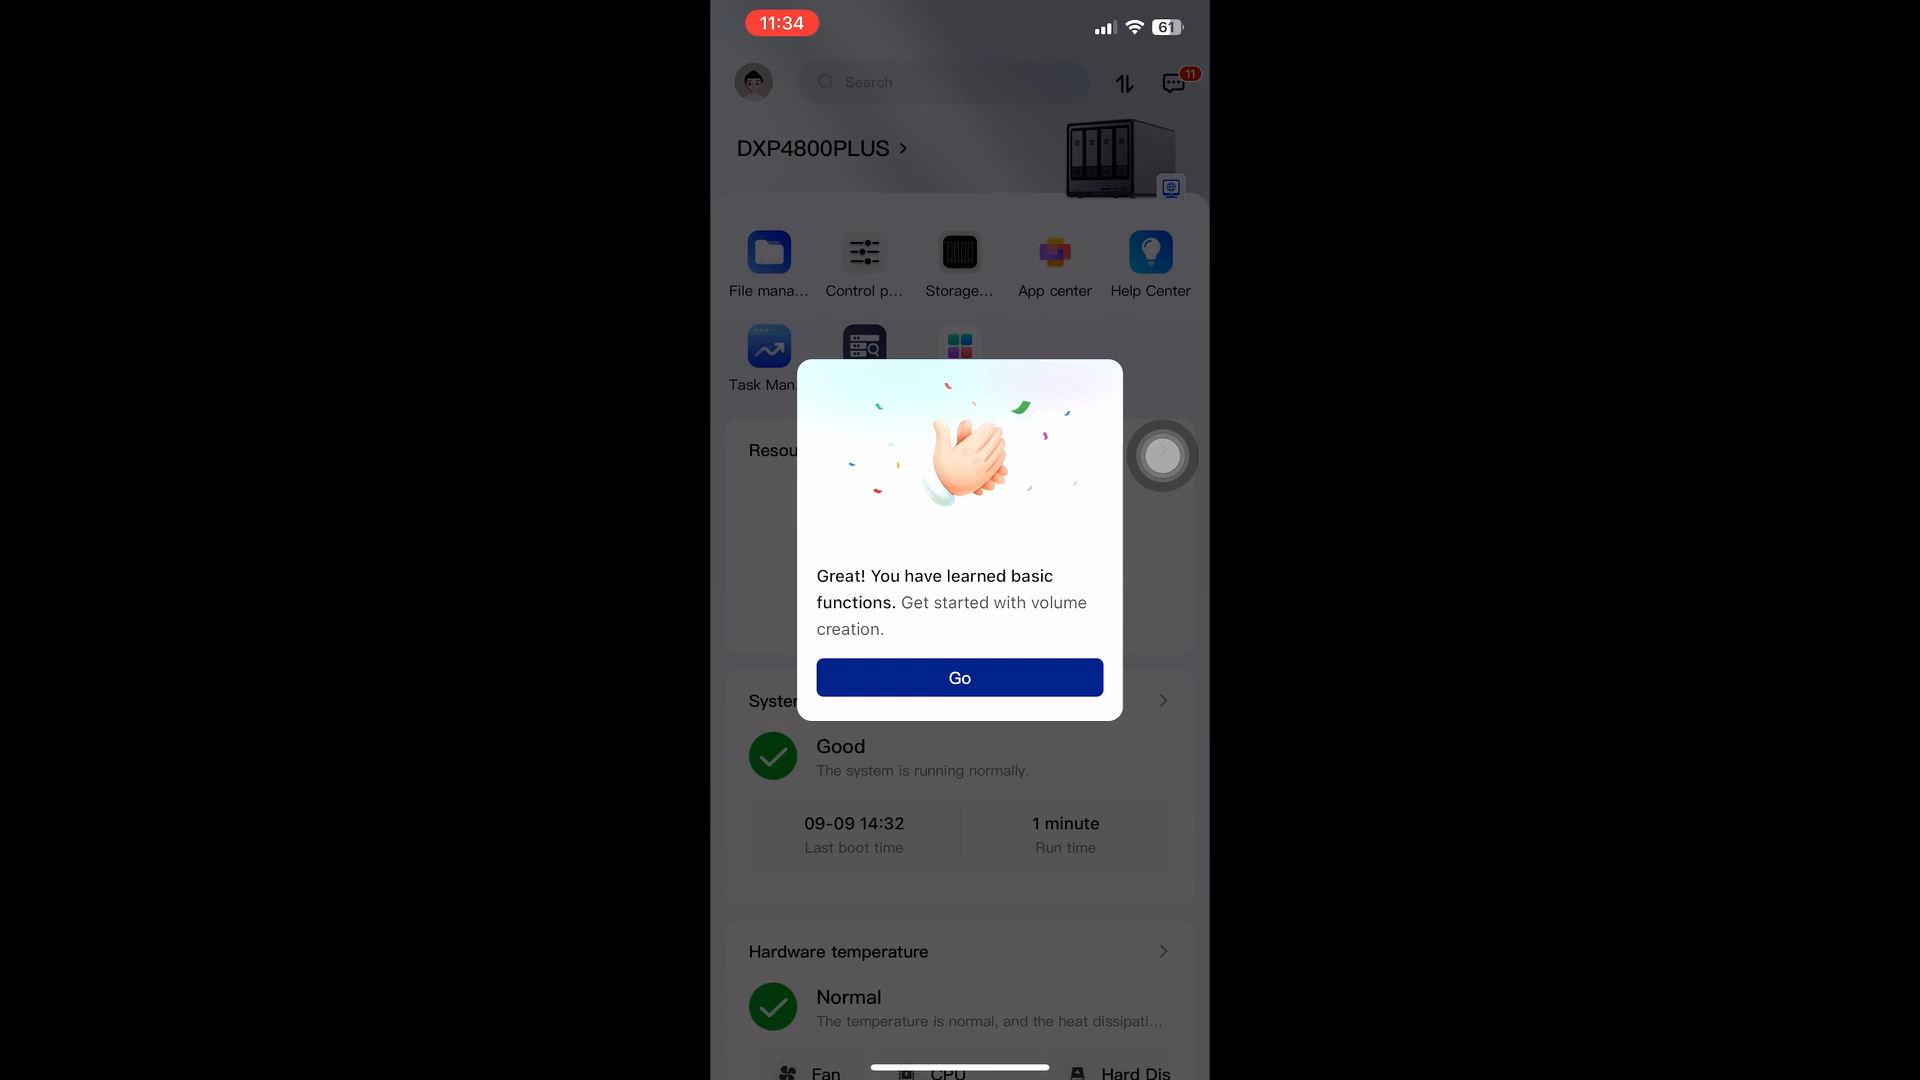 11:34
61
Search
11
DXP4800PLUS
File mana...
Control p...
Storage...
App center
Help Center
Task Man
Resou
Great! You have learned basic
functions. Get started with volume
creation.
Go
Syste
Good
The system is running normally.
09-09 14:32
1 minute
Last boot time
Run time
Hardware temperature
Normal
The temperature is normal, and the heat dissipati...
Fan
CPU
Hard Dis